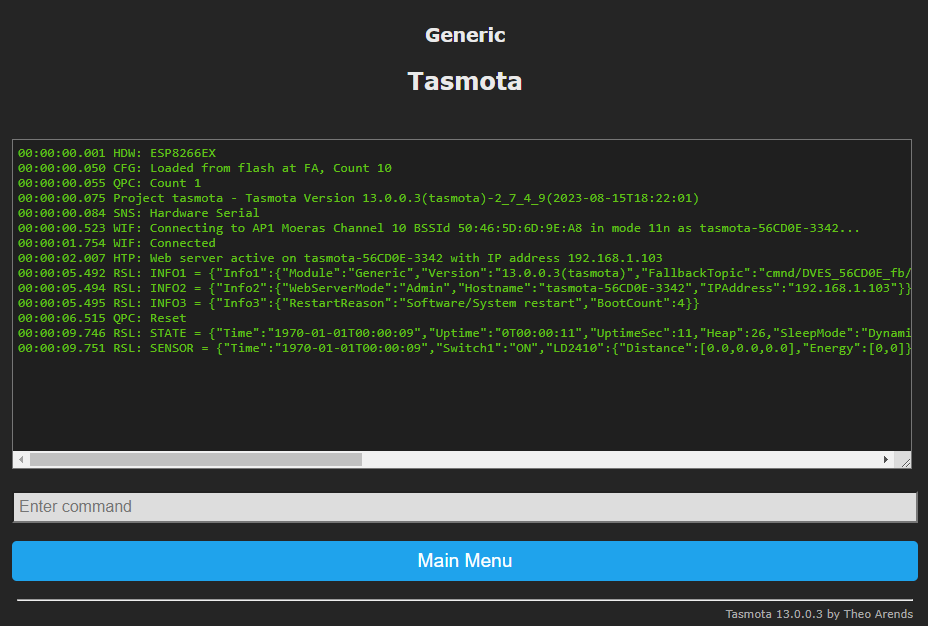 Generic
Tasmota
00:00:00.001 HDW: ESP8266EX
00:00:00.050 CFG: Loaded from flash at FA, Count 10
00:00:00.055 QPC: Count 1
00:00:00.075 Project tasmota - Tasmota Version 13.0.0.3(tasmota)-2_7_4_9(2023-08-15T18:22:01)
00:00:00.084 SNS: Hardware Serial
00:00:00.523 WIF: Connecting to AP1 Moeras Channel 10 BSSId 50:46:5D:6D:9E:A8 in mode 11n as tasmota-56CD0E-3342...
00:00:01.754 WIF: Connected
00:00:02.007 HTP: Web server active on tasmota-56CD0E-3342 with IP address 192.168.1.103
00:00:05.492 RSL: INFO1 = {"Info1":{"Module":"Generic","Version":"13.0.0.3(tasmota)","FallbackTopic":"cmnd/DVES_56CD0E_fb/
00:00:05.494 RSL: INFO2 = {"Info2":{"WebServerMode":"Admin","Hostname":"tasmota-56CD0E-3342","IPAddress":"192.168.1.103"}}
00:00:05.495 RSL: INFO3 = {"Info3":{"RestartReason":"Software/System restart","BootCount":4}}
00:00:06.515 QPC: Reset
00:00:09.746 RSL: STATE = {"Time":"1970-01-01T00:00:09","Uptime":"0T00:00:11","UptimeSec":11,"Heap":26,"SleepMode":"Dynami
00:00:09.751 RSL: SENSOR = {"Time":"1970-01-01T00:00:09","Switch1":"ON","LD2410":{"Distance":[0.0,0.0,0.0],"Energy":[0,0]}
Enter command
Main Menu
Tasmota 13.0.0.3 by Theo Arends